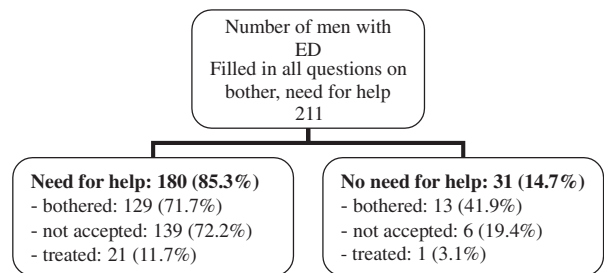 Number of men with
ED
Filled in all questions on
bother, need for help
211
Need for help: 180 (85.3%)
- bothered: 129 (71.7%)
- not accepted: 139 (72.2%)
- treated: 21 (11.7%)
No need for help: 31 (14.7%)
- bothered: 13 (41.9%)
- not accepted: 6 (19.4%)
- treated: 1 (3.1%)